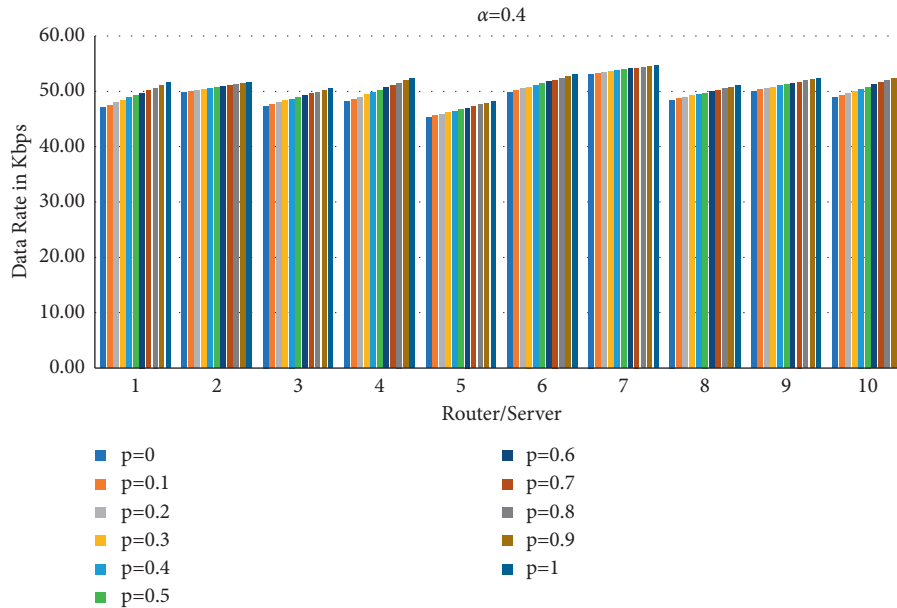 α=0.4
60.00
50.00
40.00
30.00
20.00
10.00
0.00
Data Rate in Kbps
1 2 3 4 5 6 7 8 9 10
Router/Server
p=0
p=0.1
p=0.2
p=0.3
p=0.4
p=0.5
p=0.6
p=0.7
p=0.8
p=0.9
p=1